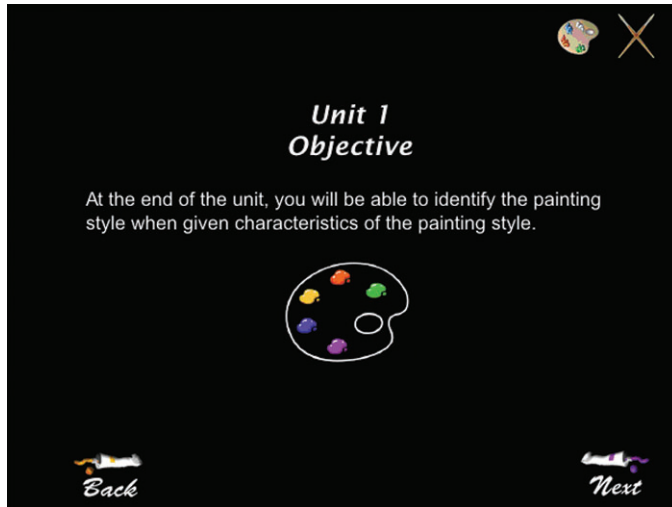 Unit 1
Objective
At the end of the unit, you will be able to identify the painting
style when given characteristics of the painting style.
Back
Next